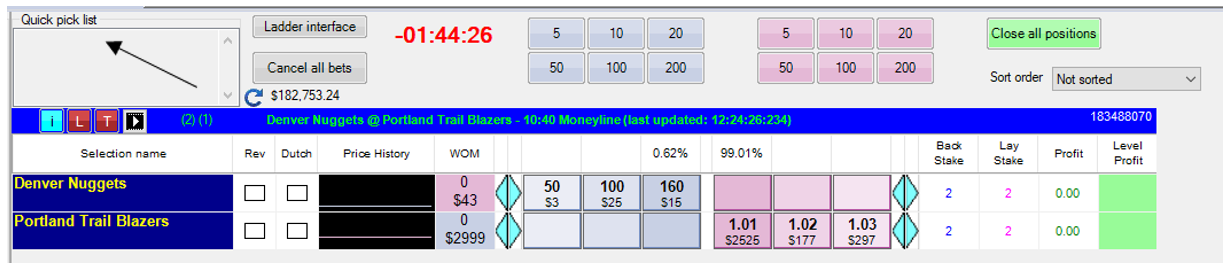 Quick pick list
Ladder interface
Cancel all bets
-01:44:26
$182,753.24
5 10 20
50 100 200
5 10 20
50 100 200
Close all positions
Sort order Not sorted
i L T (2) (1) Denver Nuggets @ Portland Trail Blazers - 10:40 Moneyline (last updated: 12:24:26:234) 183488070
Selection name Rev Dutch Price History WOM 0.62% 99.01% Back Stake Lay Stake Profit Level Profit
Denver Nuggets 0 50 100 160 2 2 0.00
$43 $3 $25 $15
Portland Trail Blazers 0 1.01 1.02 1.03 2 2 0.00
$2999 $2525 $177 $297